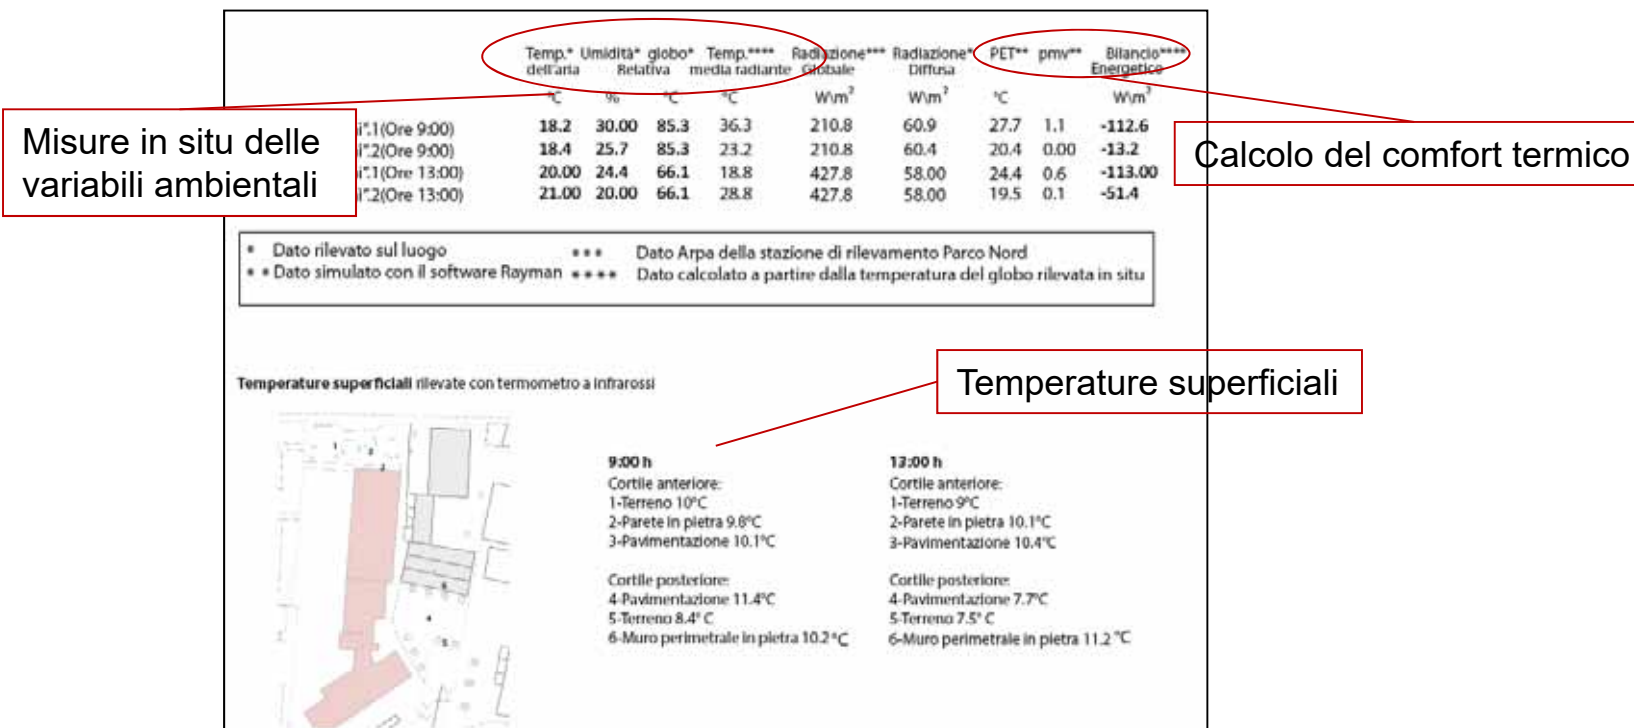 Temp.* Umidità* globo* Temp.**** Radiazione*** Radiazione* PET** pmv** Bilancio****
dell'aria Relativa media radiante Globale Diffusa Energetico
°C % °C °C W\m² W\m² °C W\m²
i".1(Ore 9:00) 18.2 30.00 85.3 36.3 210.8 60.9 27.7 1.1 -112.6
i".2(Ore 9:00) 18.4 25.7 85.3 23.2 210.8 60.4 20.4 0.00 -13.2
i".1(Ore 13:00) 20.00 24.4 66.1 18.8 427.8 58.00 24.4 0.6 -113.00
i".2(Ore 13:00) 21.00 20.00 66.1 28.8 427.8 58.00 19.5 0.1 -51.4
Misure in situ delle
variabili ambientali
Calcolo del comfort termico
* Dato rilevato sul luogo *** Dato Arpa della stazione di rilevamento Parco Nord
** Dato simulato con il software Rayman **** Dato calcolato a partire dalla temperatura del globo rilevata in situ
Temperature superficiali
Temperature superficiali rilevate con termometro a infrarossi
9:00 h
Cortile anteriore:
1-Terreno 10°C
2-Parete in pietra 9.8°C
3-Pavimentazione 10.1°C
Cortile posteriore:
4-Pavimentazione 11.4°C
5-Terreno 8.4° C
6-Muro perimetrale in pietra 10.2 °C
13:00 h
Cortile anteriore:
1-Terreno 9°C
2-Parete in pietra 10.1°C
3-Pavimentazione 10.4°C
Cortile posteriore:
4-Pavimentazione 7.7°C
5-Terreno 7.5° C
6-Muro perimetrale in pietra 11.2 °C
1
2
3
6
4
5